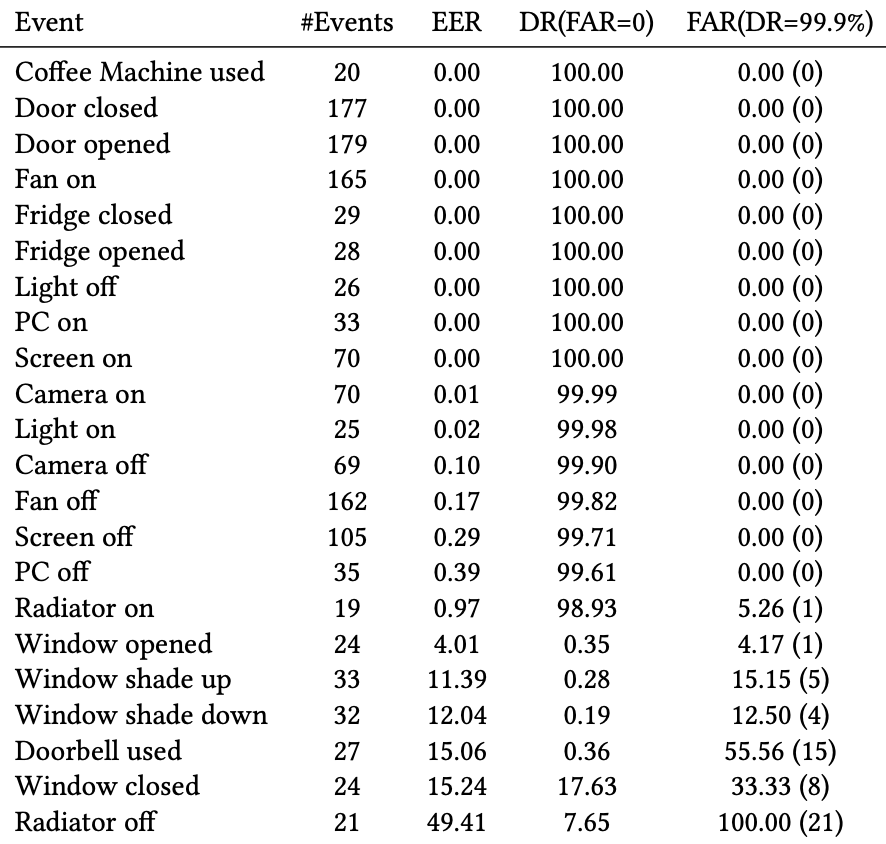 Event #Events EER DR(FAR=0) FAR(DR=99.9%)
Coffee Machine used 20 0.00 100.00 0.00 (0)
Door closed 177 0.00 100.00 0.00 (0)
Door opened 179 0.00 100.00 0.00 (0)
Fan on 165 0.00 100.00 0.00 (0)
Fridge closed 29 0.00 100.00 0.00 (0)
Fridge opened 28 0.00 100.00 0.00 (0)
Light off 26 0.00 100.00 0.00 (0)
PC on 33 0.00 100.00 0.00 (0)
Screen on 70 0.00 100.00 0.00 (0)
Camera on 70 0.01 99.99 0.00 (0)
Light on 25 0.02 99.98 0.00 (0)
Camera off 69 0.10 99.90 0.00 (0)
Fan off 162 0.17 99.82 0.00 (0)
Screen off 105 0.29 99.71 0.00 (0)
PC off 35 0.39 99.61 0.00 (0)
Radiator on 19 0.97 98.93 5.26 (1)
Window opened 24 4.01 0.35 4.17 (1)
Window shade up 33 11.39 0.28 15.15 (5)
Window shade down 32 12.04 0.19 12.50 (4)
Doorbell used 27 15.06 0.36 55.56 (15)
Window closed 24 15.24 17.63 33.33 (8)
Radiator off 21 49.41 7.65 100.00 (21)